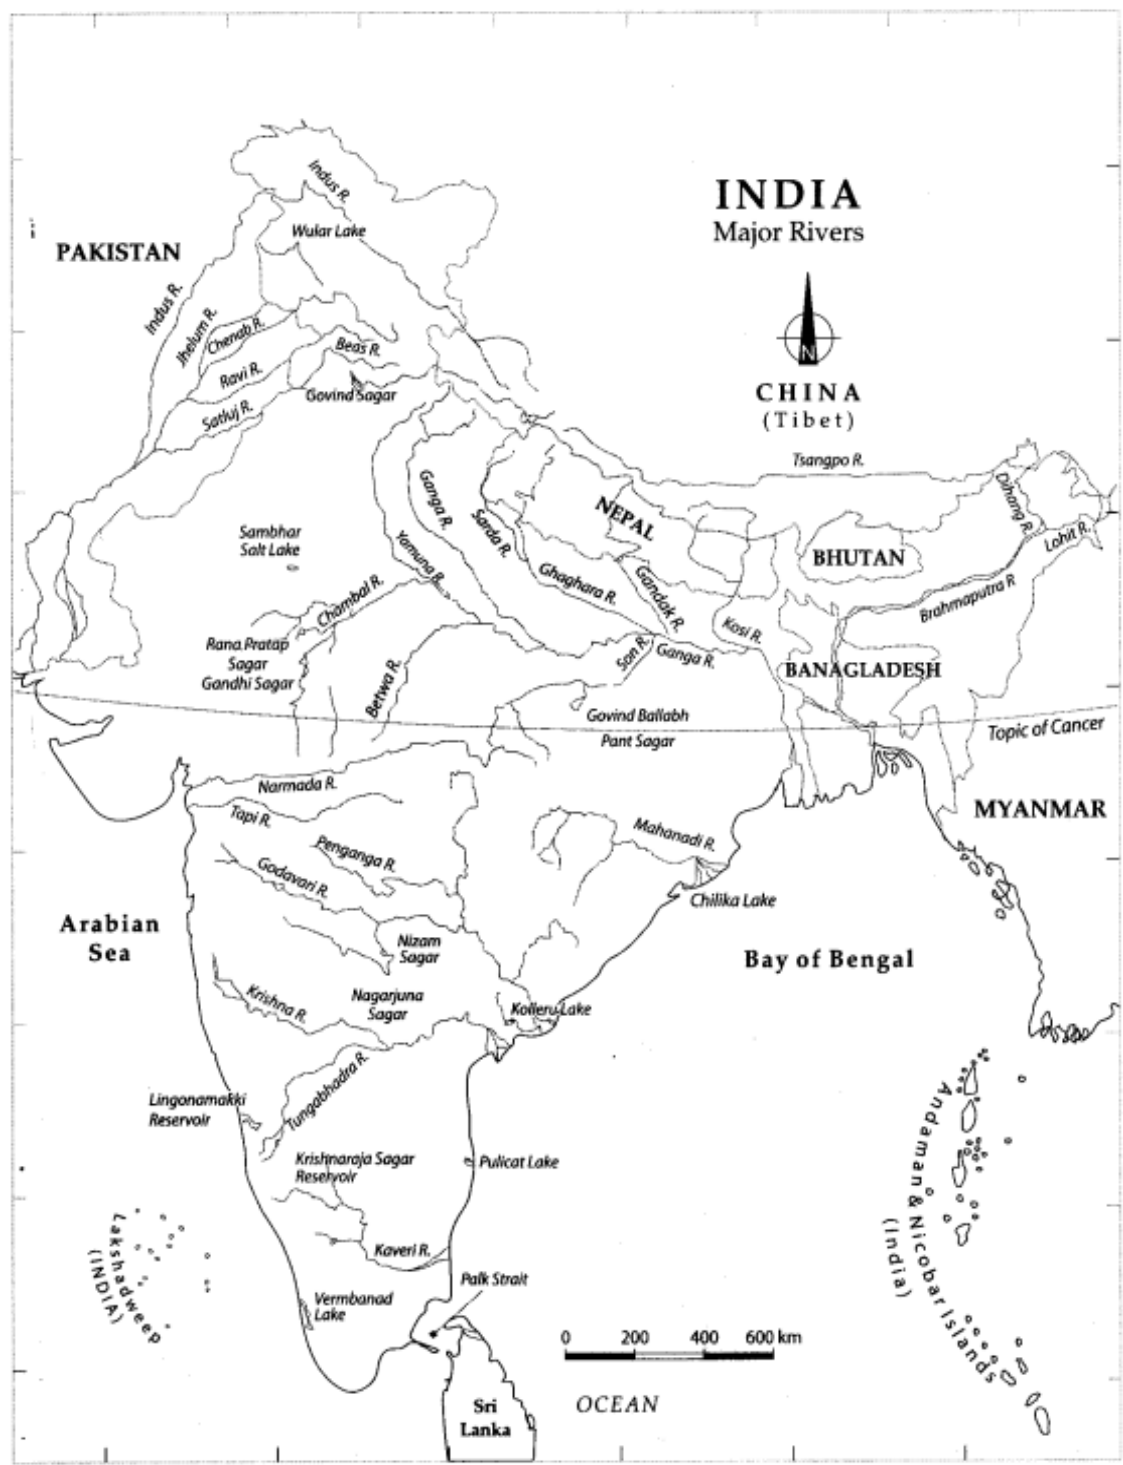 INDIA
Major Rivers
Indus R.
Wular Lake
PAKISTAN
Indus R.
Jhelum R.
Chenab R.
Beas R.
Ravi R.
Govind Sagar
Satluj R.
N
CHINA
(Tibet)
Tsangpo R.
Dihang R.
Lohit R.
Ganga R.
Sarda R.
NEPAL
BHUTAN
Sambhar
Salt Lake
Yamuna R.
Ghaghara R.
Gandak R.
Brahmaputra R
Chambal R.
Kosi R.
Rana Pratap
Sagar
Gandhi Sagar
Betwa R.
Son R.
Ganga R.
BANAGLADESH
Govind Ballabh
Pant Sagar
Topic of Cancer
Narmada R.
Tapi R.
MYANMAR
Penganga R.
Mahanadi R.
Godavari R.
Chilika Lake
Arabian
Sea
Nizam
Sagar
Bay of Bengal
Krishna R.
Nagarjuna
Sagar
Kolleru Lake
Tungabhadra R.
Lingonamakki
Reservoir
Krishnaraja Sagar
Reservoir
Pulicat Lake
Andaman & Nicobar Islands
(India)
Lakshadweep
(INDIA)
Kaveri R.
Palk Strait
Vermbanad
Lake
0 200 400 600 km
OCEAN
Sri
Lanka